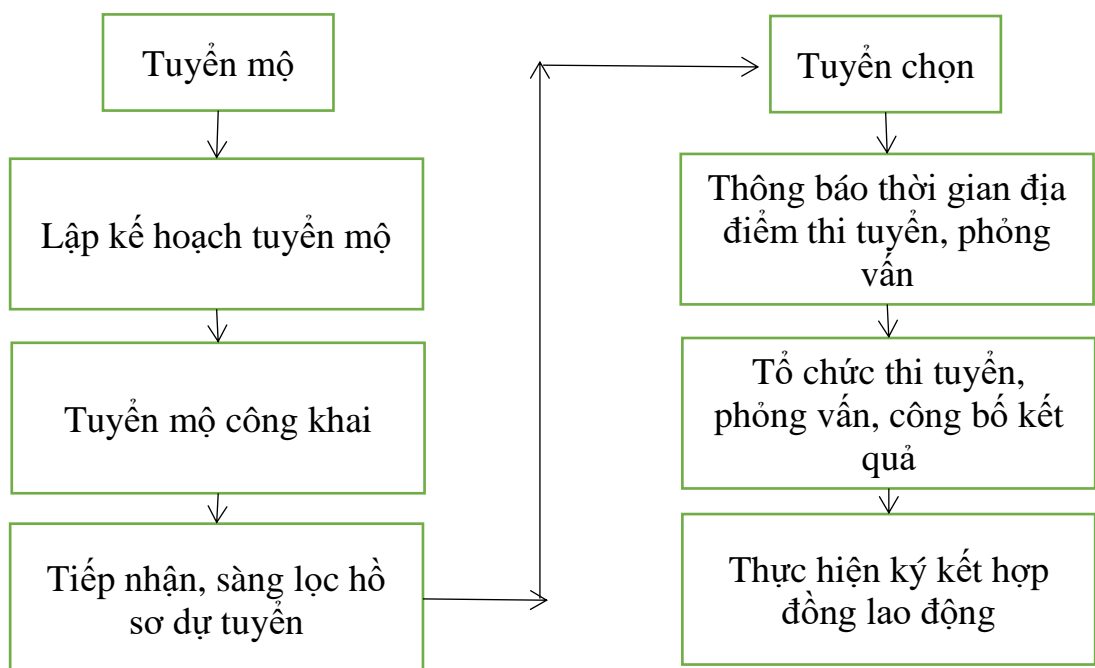 Tuyển mộ
Lập kế hoạch tuyển mộ
Tuyển mộ công khai
Tiếp nhận, sàng lọc hồ
sơ dự tuyển
Tuyển chọn
Thông báo thời gian địa
điểm thi tuyển, phỏng
vấn
Tổ chức thi tuyển,
phỏng vấn, công bố kết
quả
Thực hiện ký kết hợp
đồng lao động